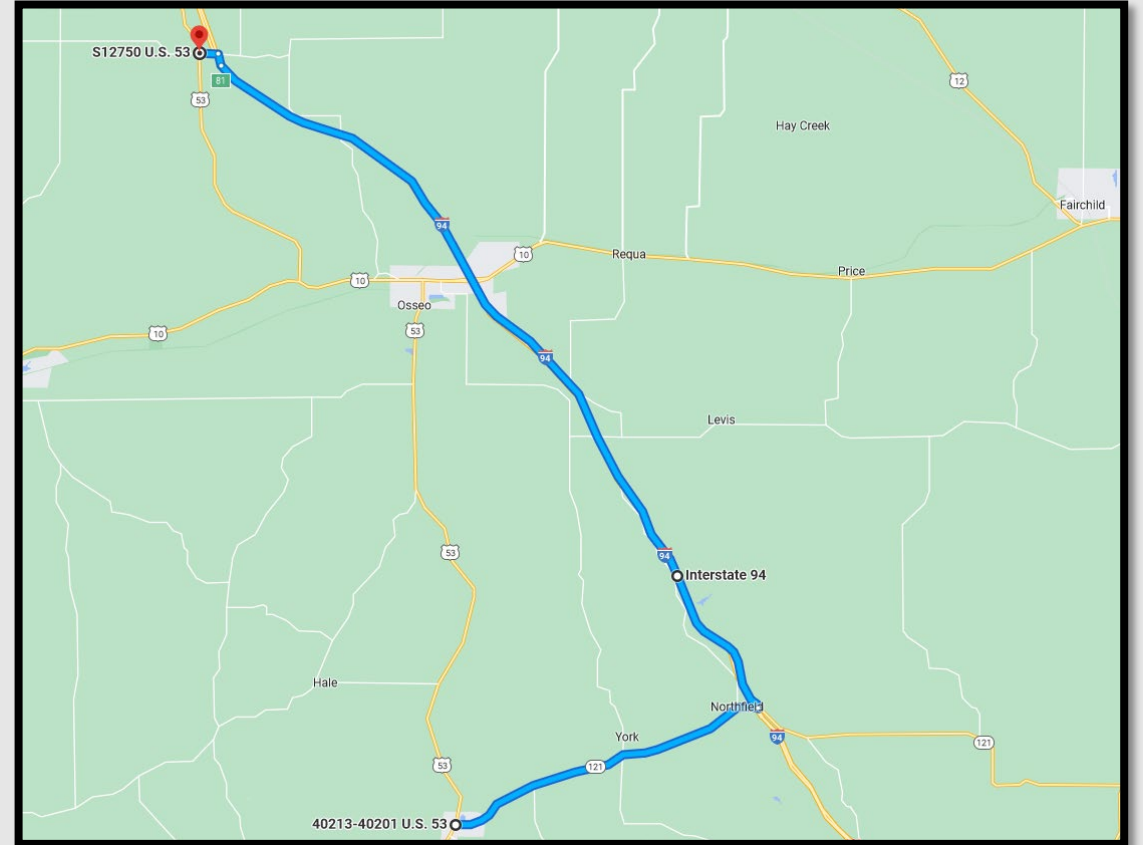 S12750 U.S. 53
81
53
12
Hay Creek
Fairchild
94
10
Requa
Price
10
Osseo
53
10
94
Levis
53
94
Interstate 94
Hale
Northfield
York
94
121
53
121
40213-40201 U.S. 53